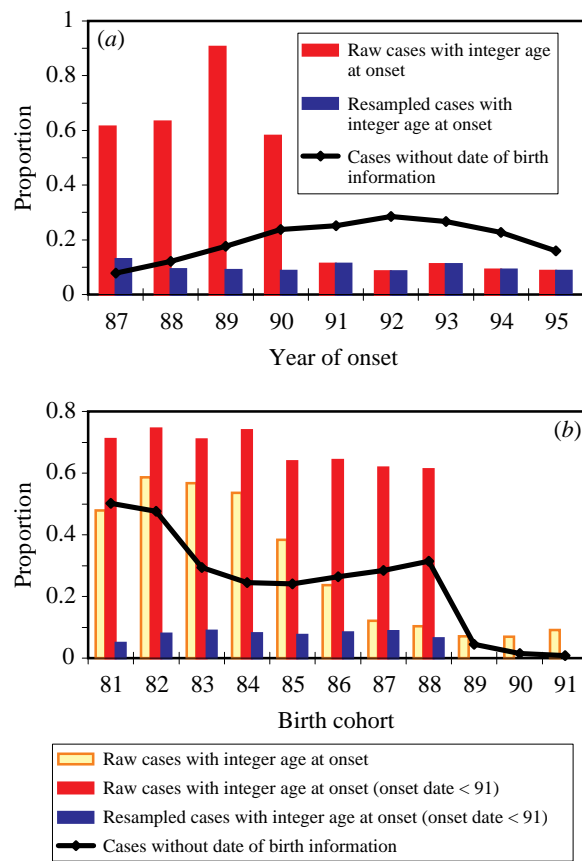 1
(a)
Raw cases with integer age
at onset
0.8
Resampled cases with
integer age at onset
0.6
Cases without date of birth
information
Proportion
0.4
0.2
0
87 88 89 90 91 92 93 94 95
Year of onset
0.8
(b)
0.6
Proportion
0.4
0.2
0
81 82 83 84 85 86 87 88 89 90 91
Birth cohort
Raw cases with integer age at onset
Raw cases with integer age at onset (onset date < 91)
Resampled cases with integer age at onset (onset date < 91)
Cases without date of birth information